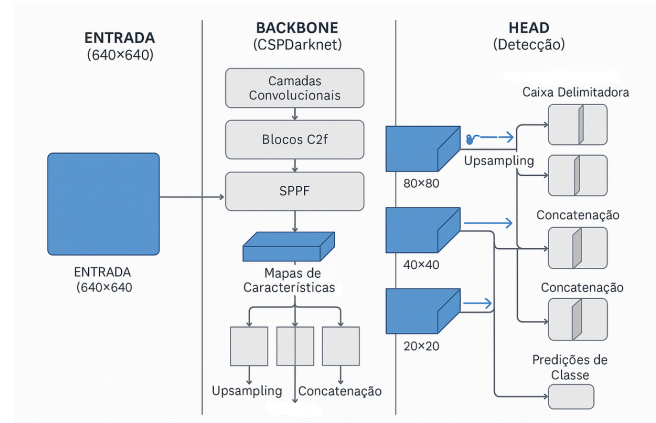 ENTRADA
(640×640)
ENTRADA
(640×640
BACKBONE
(CSPDarknet)
Camadas
Convolucionais
Blocos C2f
SPPF
Mapas de
Características
Upsampling
Concatenação
HEAD
(Detecção)
80×80
40×40
20×20
Upsampling
Caixa Delimitadora
Concatenação
Concatenação
Predições de
Classe